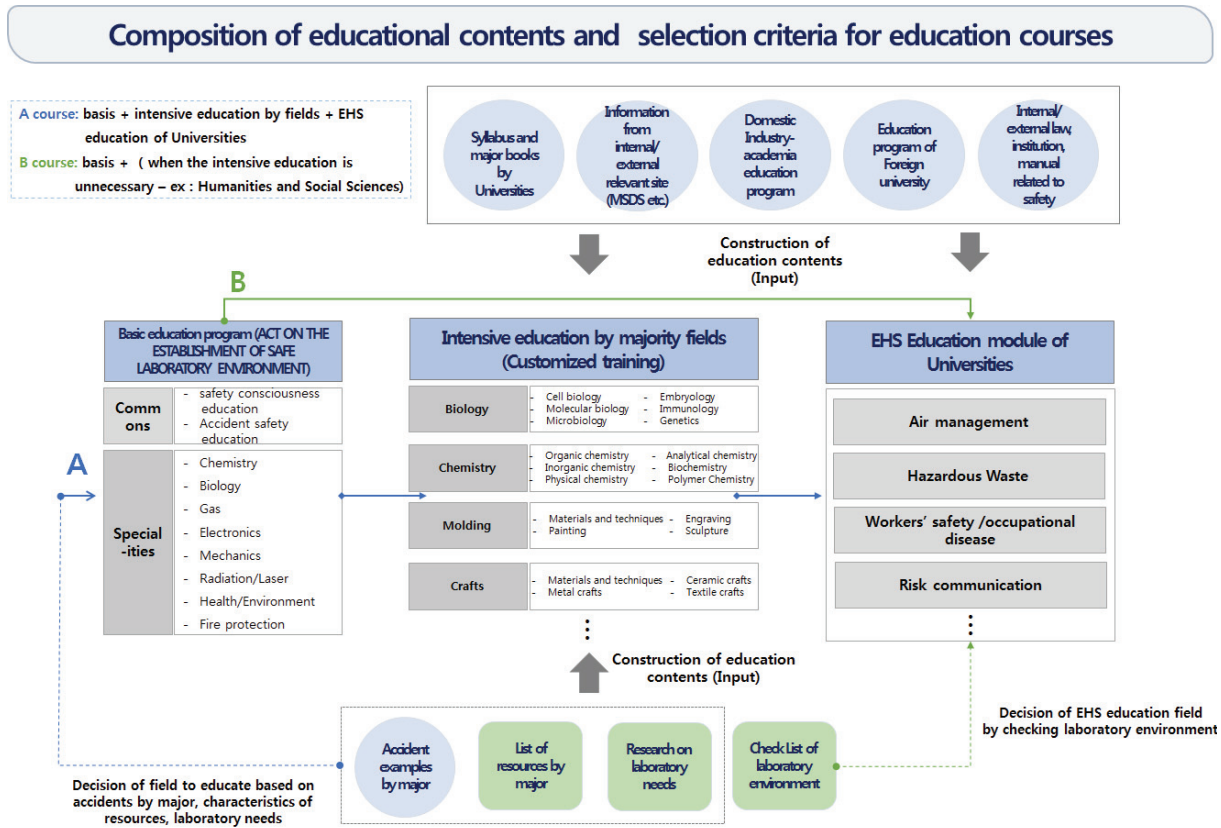 Composition of educational contents and selection criteria for education courses
A course: basis + intensive education by fields + EHS
education of Universities
B course: basis + ( when the intensive education is
unnecessary – ex : Humanities and Social Sciences)
Syllabus and
major books
by
Universities
Information
from
internal/
external
relevant site
(MSDS etc.)
Domestic
Industry-
academia
education
program
Education
program of
Foreign
university
Internal/
external law,
institution,
manual
related to
safety
Construction of
education contents
(Input)
B
Basic education program (ACT ON THE
ESTABLISHMENT OF SAFE
LABORATORY ENVIRONMENT)
Comm
ons
- safety consciousness
education
- Accident safety
education
A
Special
-ities
- Chemistry
- Biology
- Gas
- Electronics
- Mechanics
- Radiation/Laser
- Health/Environment
- Fire protection
Intensive education by majority fields
(Customized training)
Biology
- Cell biology
- Molecular biology
- Microbiology
- Embryology
- Immunology
- Genetics
Chemistry
- Organic chemistry
- Inorganic chemistry
- Physical chemistry
- Analytical chemistry
- Biochemistry
- Polymer Chemistry
Molding
- Materials and techniques
- Painting
- Engraving
- Sculpture
Crafts
- Materials and techniques
- Metal crafts
- Ceramic crafts
- Textile crafts
⋮
EHS Education module of
Universities
Air management
Hazardous Waste
Workers' safety /occupational
disease
Risk communication
⋮
Construction of education
contents (Input)
Accident
examples
by major
List of
resources by
major
Research on
laboratory
needs
Check List of
laboratory
environment
Decision of field to educate based on
accidents by major, characteristics of
resources, laboratory needs
Decision of EHS education field
by checking laboratory environment